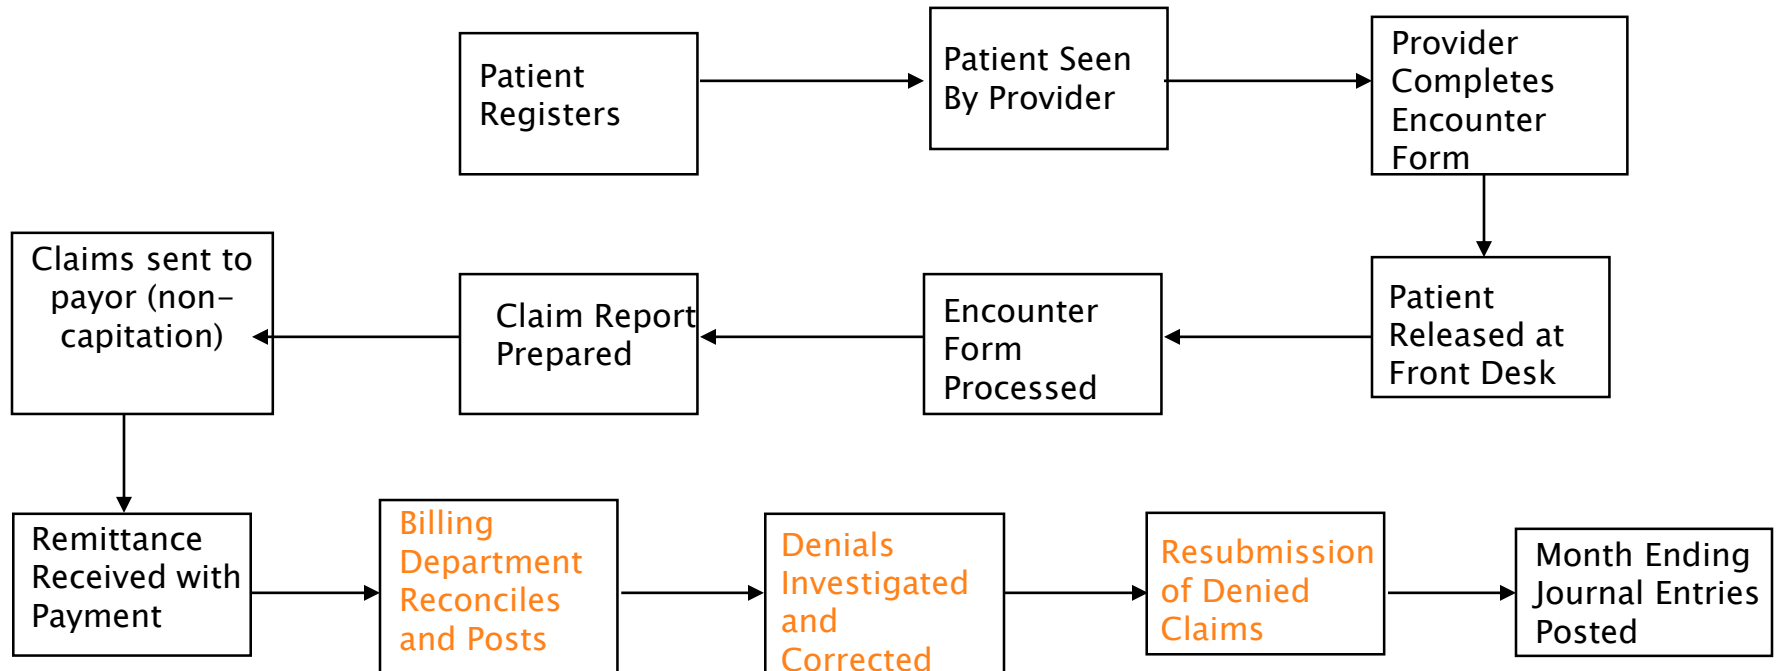 Patient
Registers
Patient Seen
By Provider
Provider
Completes
Encounter
Form
Patient
Released at
Front Desk
Encounter
Form
Processed
Claim Report
Prepared
Claims sent to
payor (non-
capitation)
Remittance
Received with
Payment
Billing
Department
Reconciles
and Posts
Denials
Investigated
and
Corrected
Resubmission
of Denied
Claims
Month Ending
Journal Entries
Posted